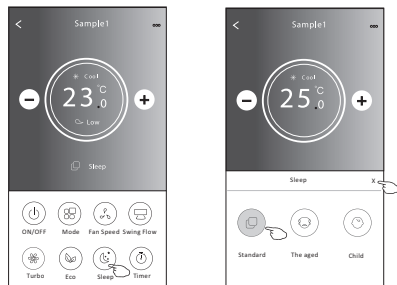 Sample1
Cool
23.0°C
Low
Sleep
ON/OFF Mode Fan Speed Swing Flow
Turbo Eco Sleep Timer
Sample1
Cool
25.0°C
Sleep x
Standard The aged Child